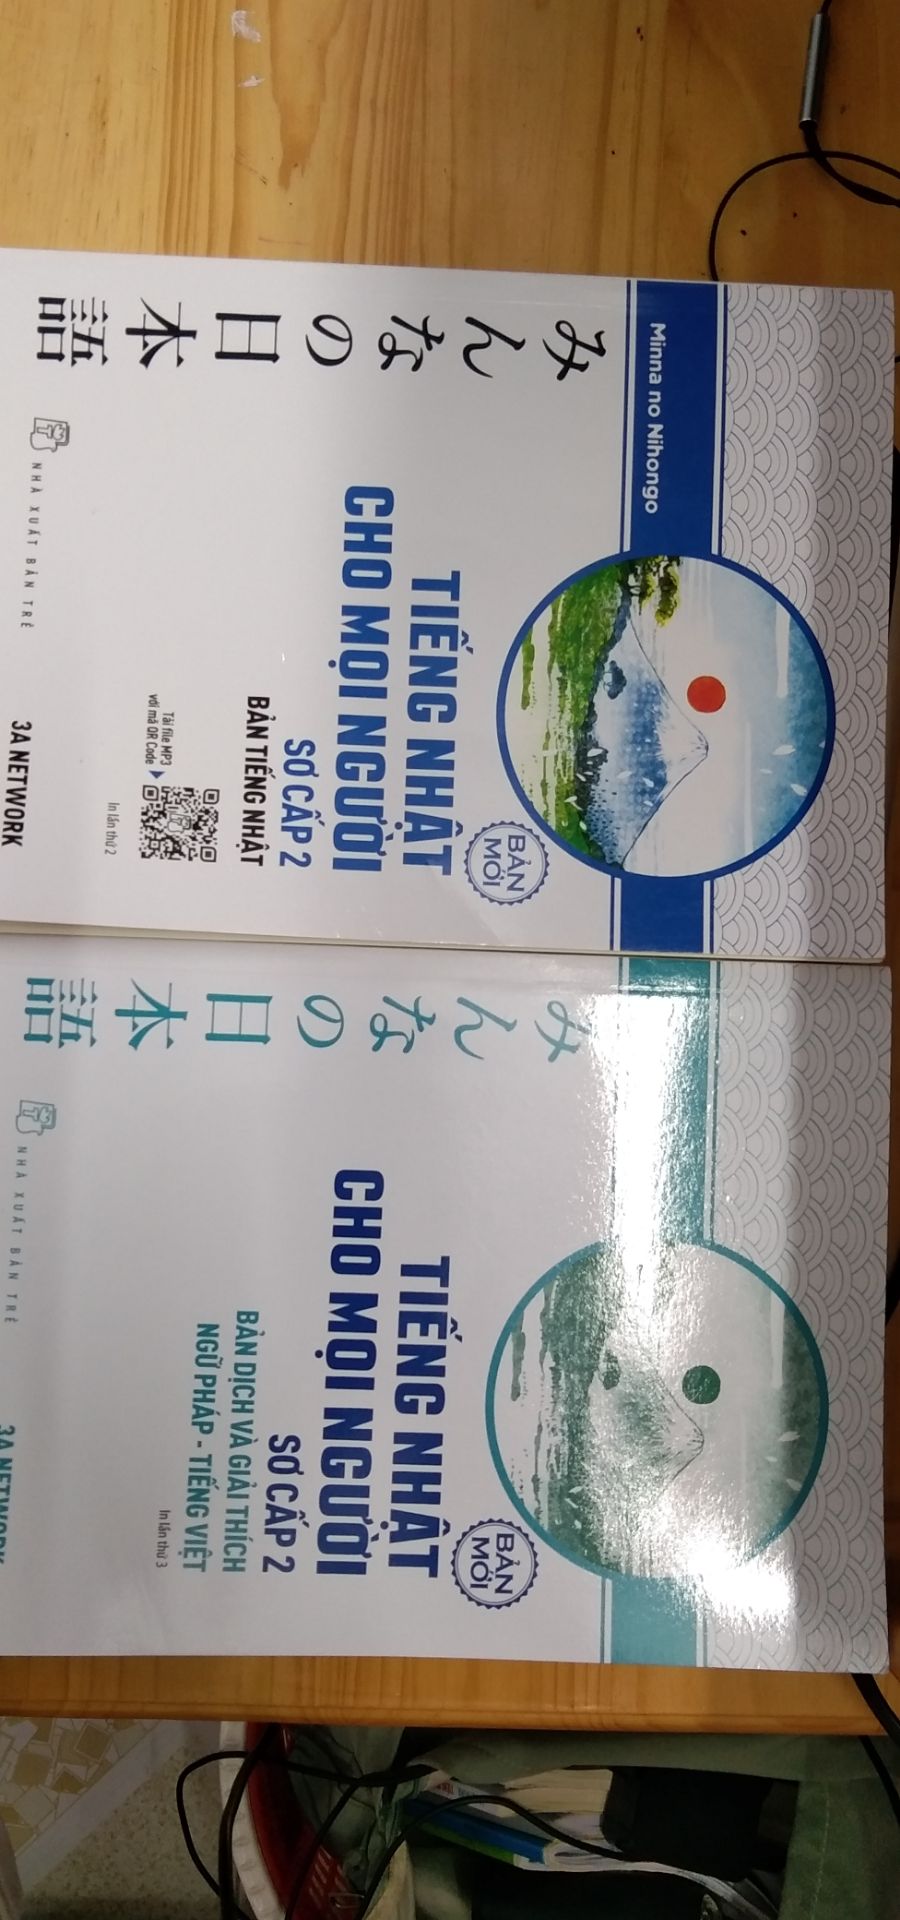 Minna no Nihongo
みんなの日本語
BẢN MỚI
TIẾNG NHẬT
CHO MỌI NGƯỜI
SƠ CẤP 2
BẢN TIẾNG NHẬT
Tải file MP3
với mã QR Code
In lần thứ 2
NHÀ XUẤT BẢN TRẺ
3A NETWORK
みんなの日本語
BẢN MỚI
TIẾNG NHẬT
CHO MỌI NGƯỜI
SƠ CẤP 2
BẢN DỊCH VÀ GIẢI THÍCH
NGỮ PHÁP - TIẾNG VIỆT
In lần thứ 3
NHÀ XUẤT BẢN TRẺ
3A NETWORK